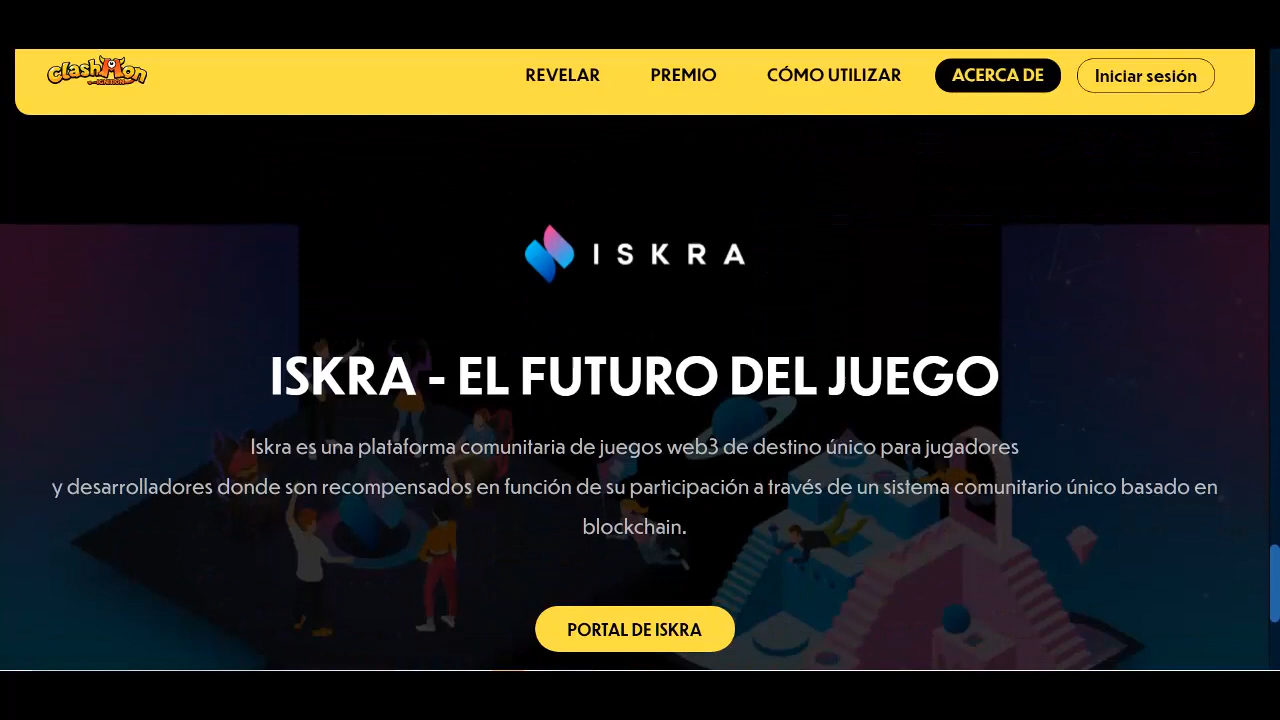 ClashMon
IGNITION
REVELAR
PREMIO
CÓMO UTILIZAR
ACERCA DE
Iniciar sesión
ISKRA
ISKRA - EL FUTURO DEL JUEGO
Iskra es una plataforma comunitaria de juegos web3 de destino único para jugadores
y desarrolladores donde son recompensados en función de su participación a través de un sistema comunitario único basado en
blockchain.
PORTAL DE ISKRA